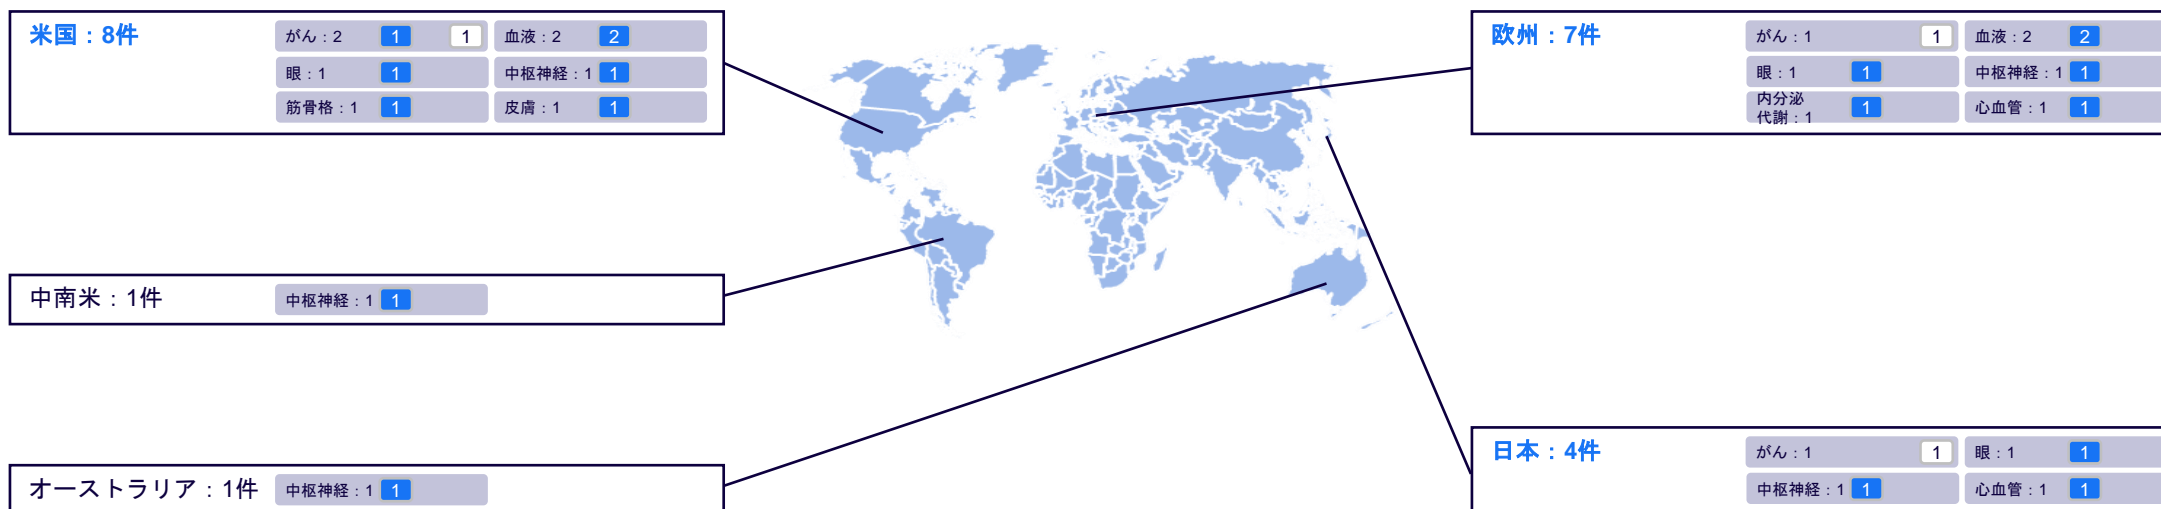 米国：8件
がん：2 1 1 血液：2 2
眼：1 1 中枢神経：1 1
筋骨格：1 1 皮膚：1 1
欧州：7件
がん：1 1 血液：2 2
眼：1 1 中枢神経：1 1
内分泌
代謝：1 1 心血管：1 1
中南米：1件
中枢神経：1 1
オーストラリア：1件
中枢神経：1 1
日本：4件
がん：1 1 眼：1 1
中枢神経：1 1 心血管：1 1